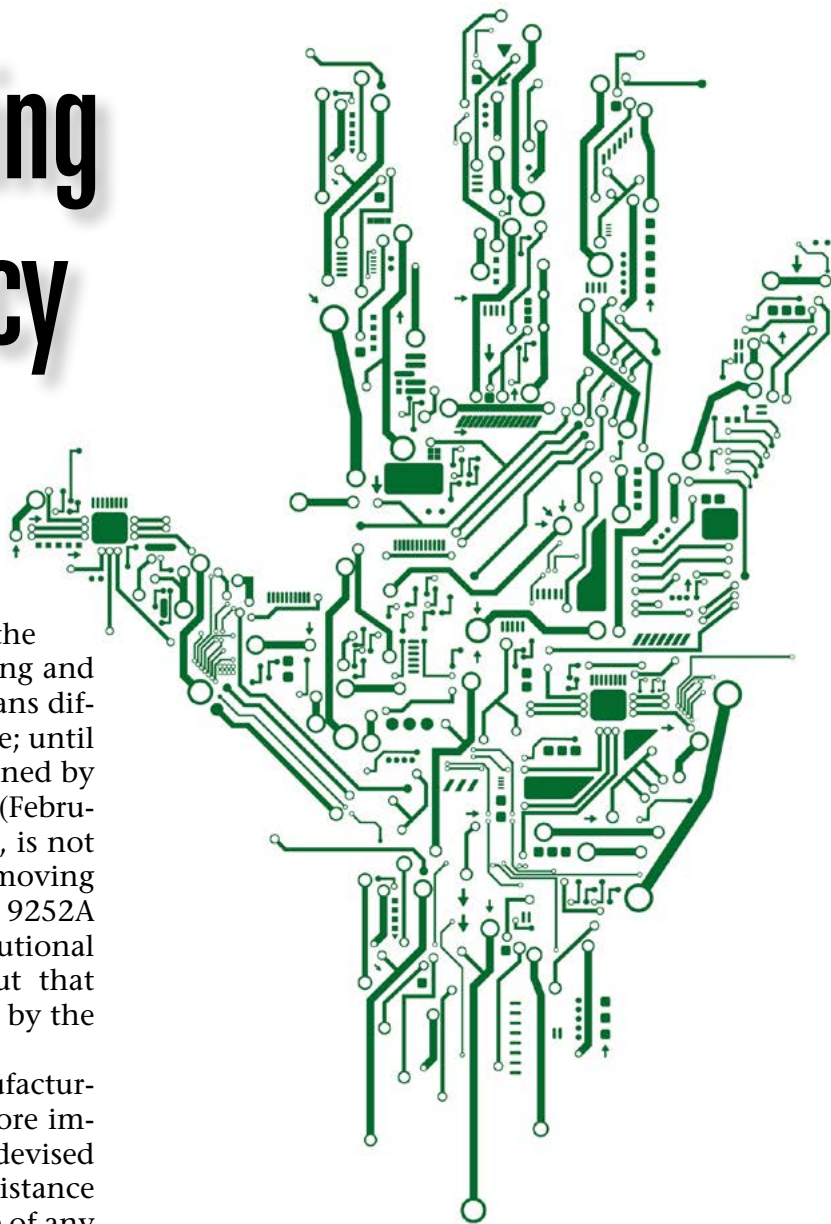 ng
cy
the
ng and
ans dif-
e; until
ned by
(Febru-
, is not
moving
9252A
utional
ut that
by the
ufactur-
ore im-
devised
istance
of any